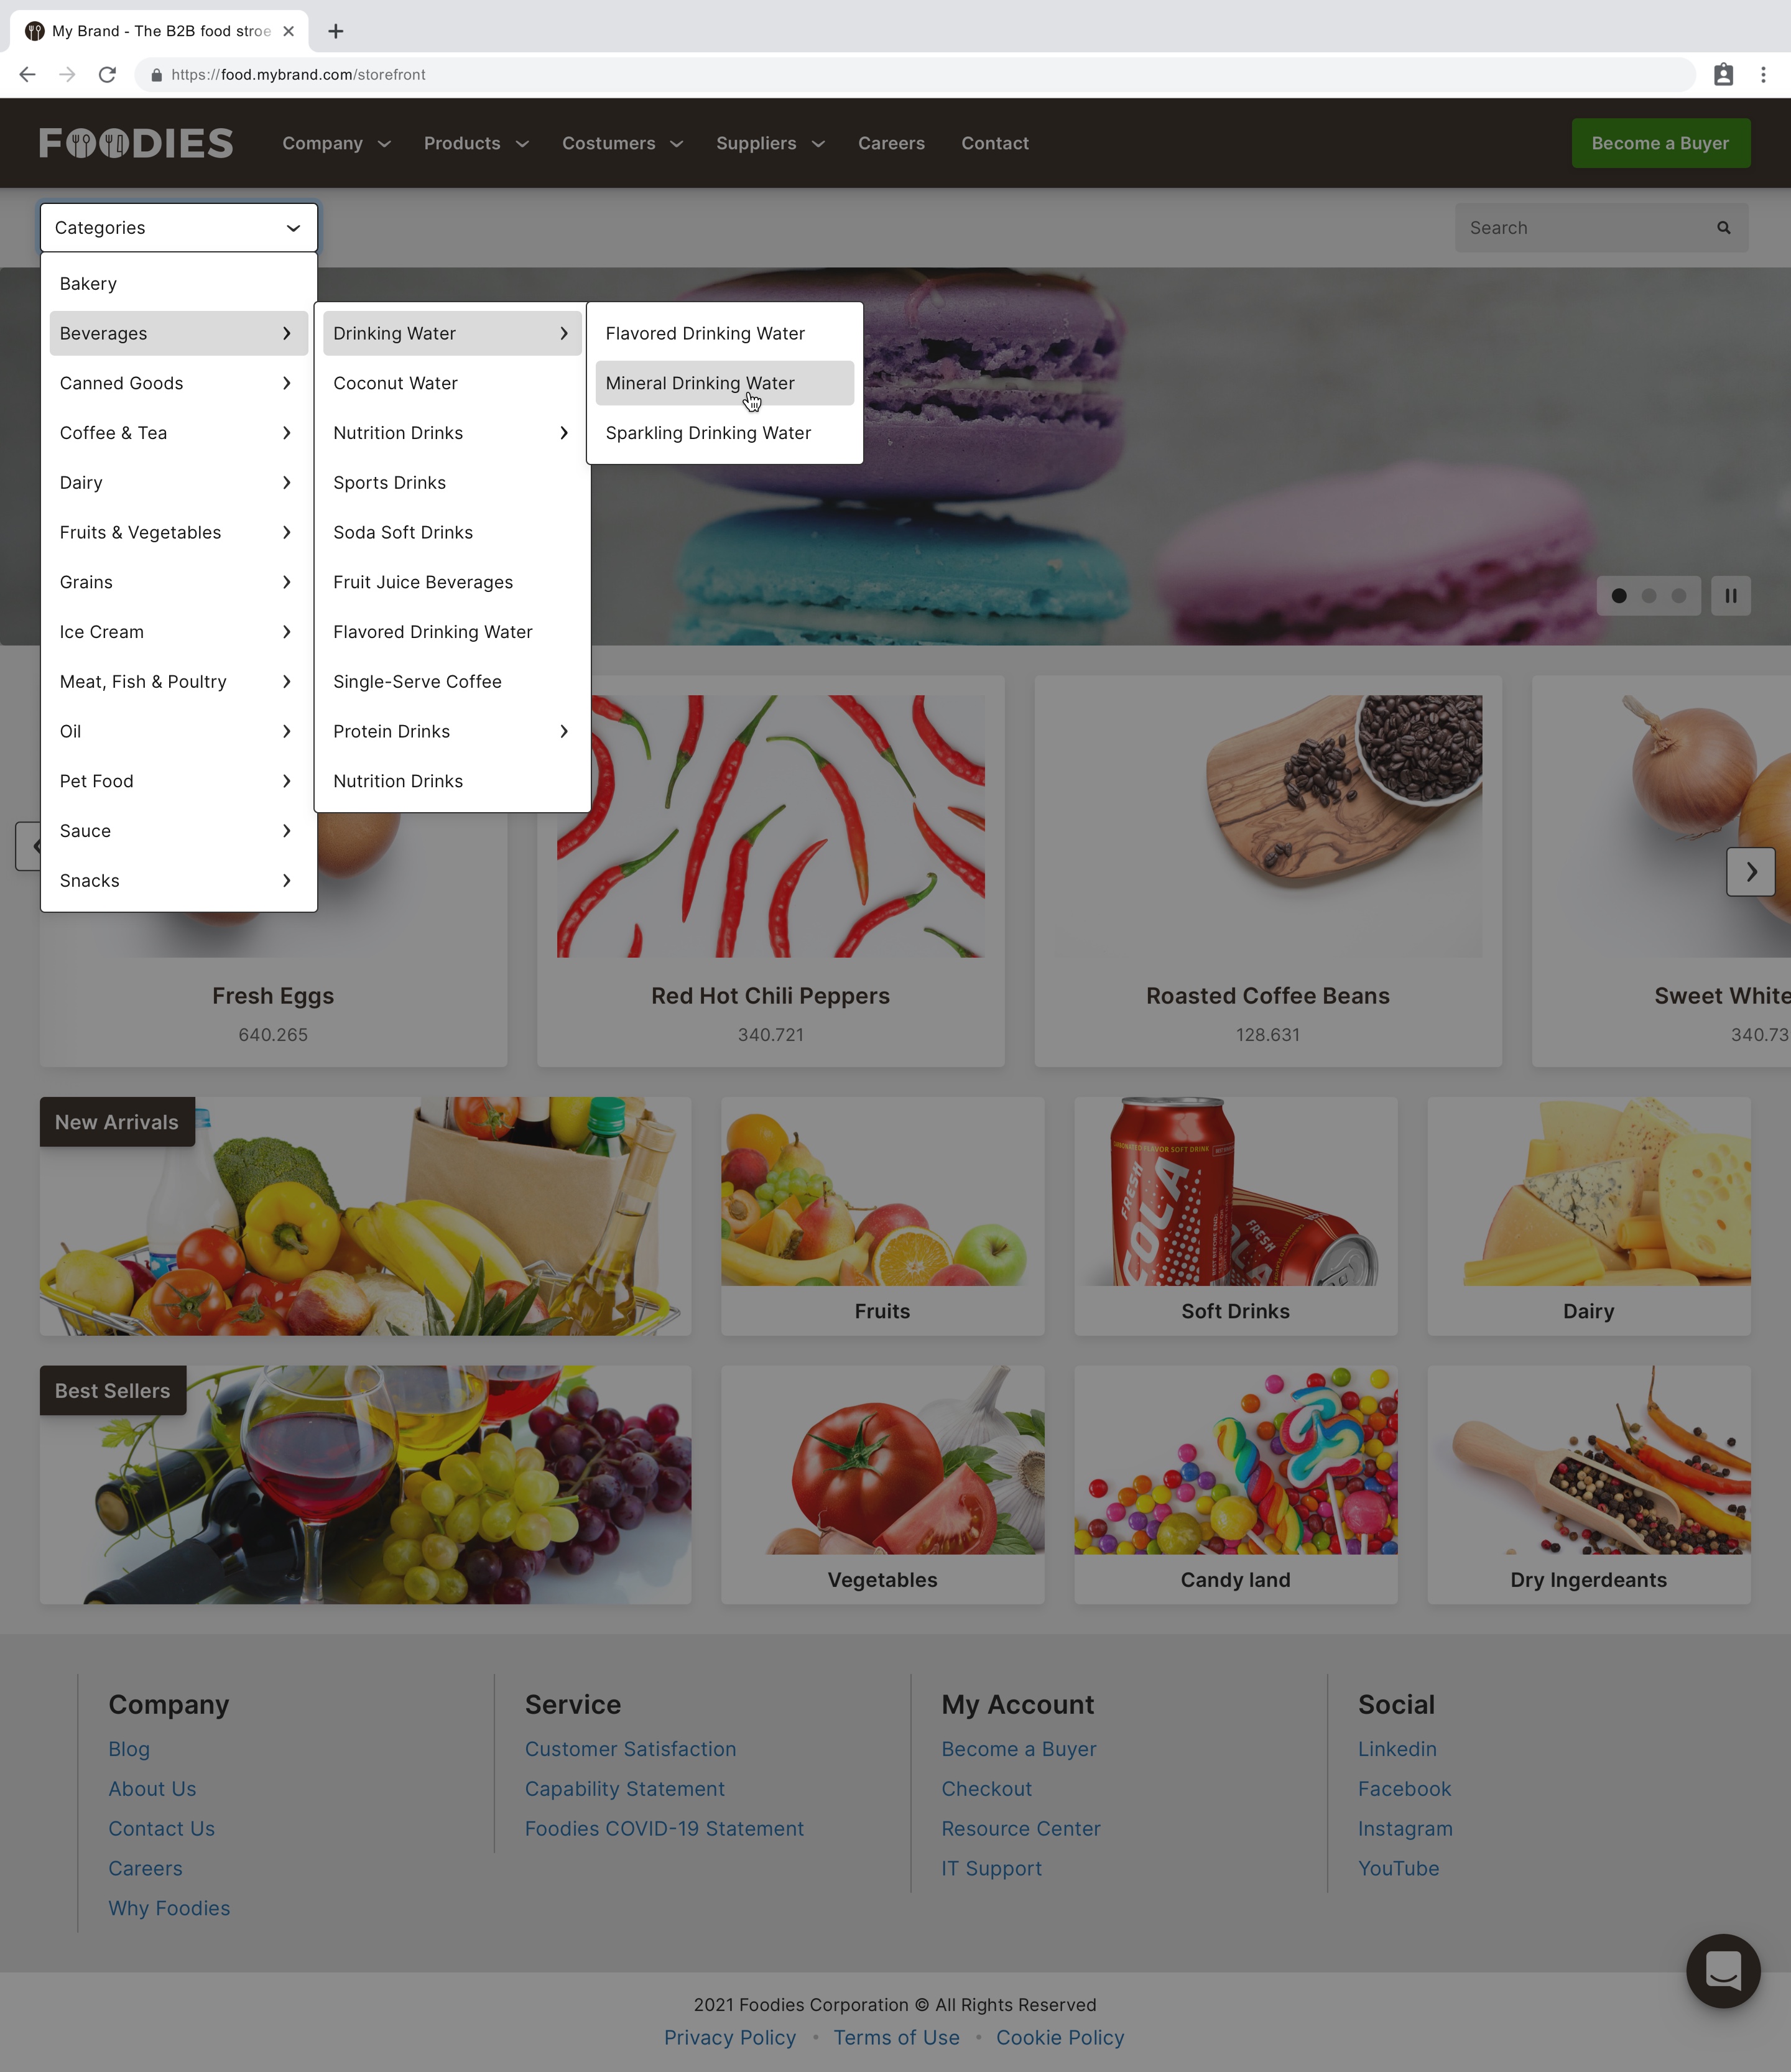 My Brand - The B2B food stroe
https://food.mybrand.com/storefront
FOODIES
Company
Products
Costumers
Suppliers
Careers
Contact
Become a Buyer
Categories
Search
Bakery
Beverages
Canned Goods
Coffee & Tea
Dairy
Fruits & Vegetables
Grains
Ice Cream
Meat, Fish & Poultry
Oil
Pet Food
Sauce
Snacks
Drinking Water
Coconut Water
Nutrition Drinks
Sports Drinks
Soda Soft Drinks
Fruit Juice Beverages
Flavored Drinking Water
Single-Serve Coffee
Protein Drinks
Nutrition Drinks
Flavored Drinking Water
Mineral Drinking Water
Sparkling Drinking Water
Fresh Eggs
640.265
Red Hot Chili Peppers
340.721
Roasted Coffee Beans
128.631
Sweet White
340.73
New Arrivals
FRESH
COLA
FRESH
Fruits
Soft Drinks
Dairy
Best Sellers
Vegetables
Candy land
Dry Ingerdeants
Company
Blog
About Us
Contact Us
Careers
Why Foodies
Service
Customer Satisfaction
Capability Statement
Foodies COVID-19 Statement
My Account
Become a Buyer
Checkout
Resource Center
IT Support
Social
Linkedin
Facebook
Instagram
YouTube
2021 Foodies Corporation © All Rights Reserved
Privacy Policy • Terms of Use • Cookie Policy